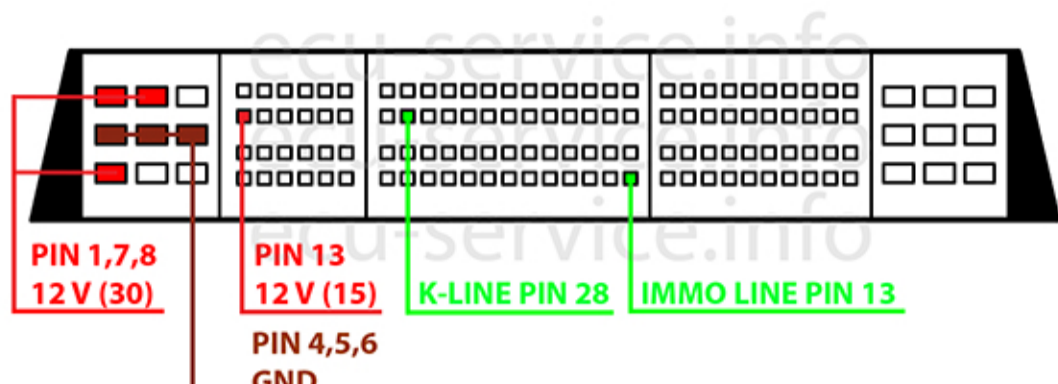 ecu-service.info
ecu-service.info
ecu-service.info
PIN 1,7,8
12 V (30)
PIN 13
12 V (15)
K-LINE PIN 28
IMMO LINE PIN 13
PIN 4,5,6
GND